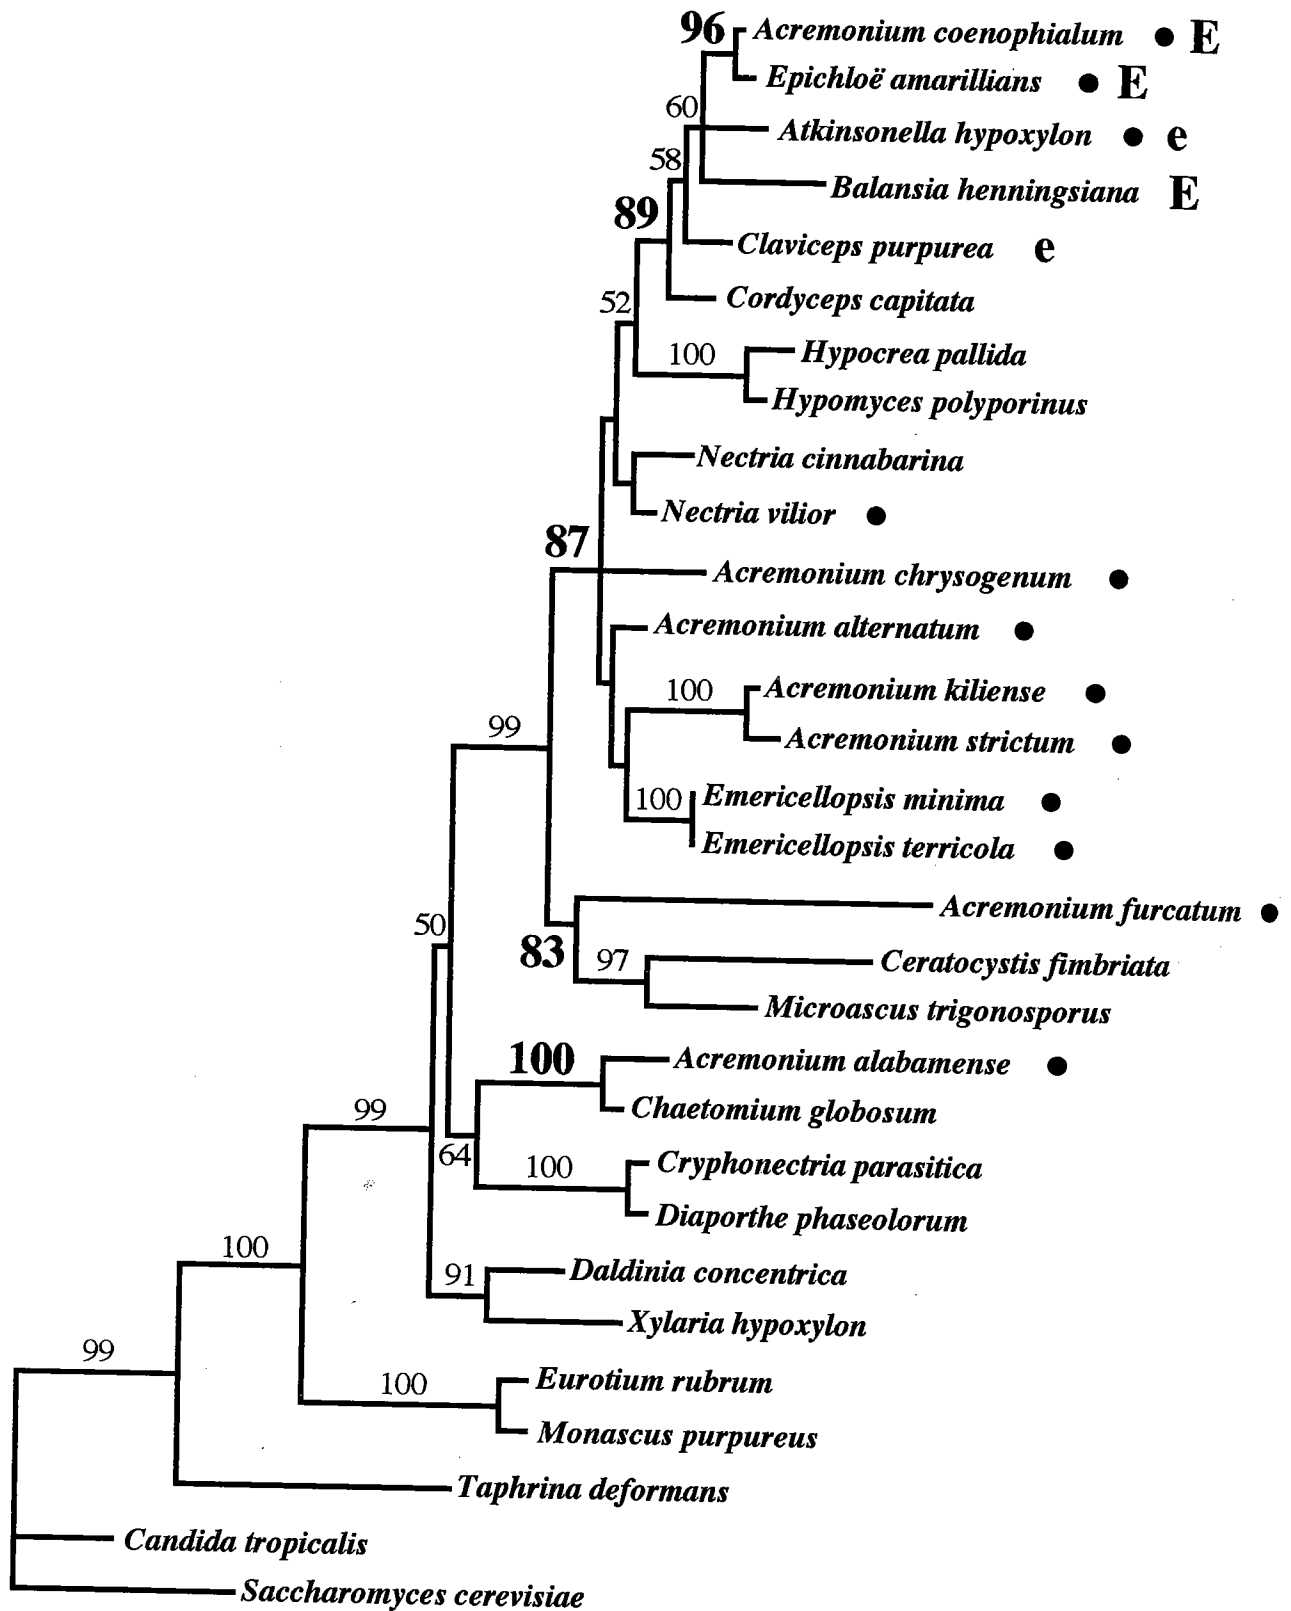 96 Acremonium coenophialum ● E
Epichloë amarillians ● E
60 Atkinsonella hypoxylon ● e
58
Balansia henningsiana E
89
Claviceps purpurea e
Cordyceps capitata
52
100 Hypocrea pallida
Hypomyces polyporinus
Nectria cinnabarina
Nectria vilior ●
87
Acremonium chrysogenum ●
Acremonium alternatum ●
100 Acremonium kiliense ●
99 Acremonium strictum ●
100 Emericellopsis minima ●
Emericellopsis terricola ●
Acremonium furcatum ●
50
83 97 Ceratocystis fimbriata
Microascus trigonosporus
100 Acremonium alabamense ●
99 Chaetomium globosum
64 100 Cryphonectria parasitica
Diaporthe phaseolorum
100
91 Daldinia concentrica
Xylaria hypoxylon
99
100 Eurotium rubrum
Monascus purpureus
Taphrina deformans
Candida tropicalis
Saccharomyces cerevisiae